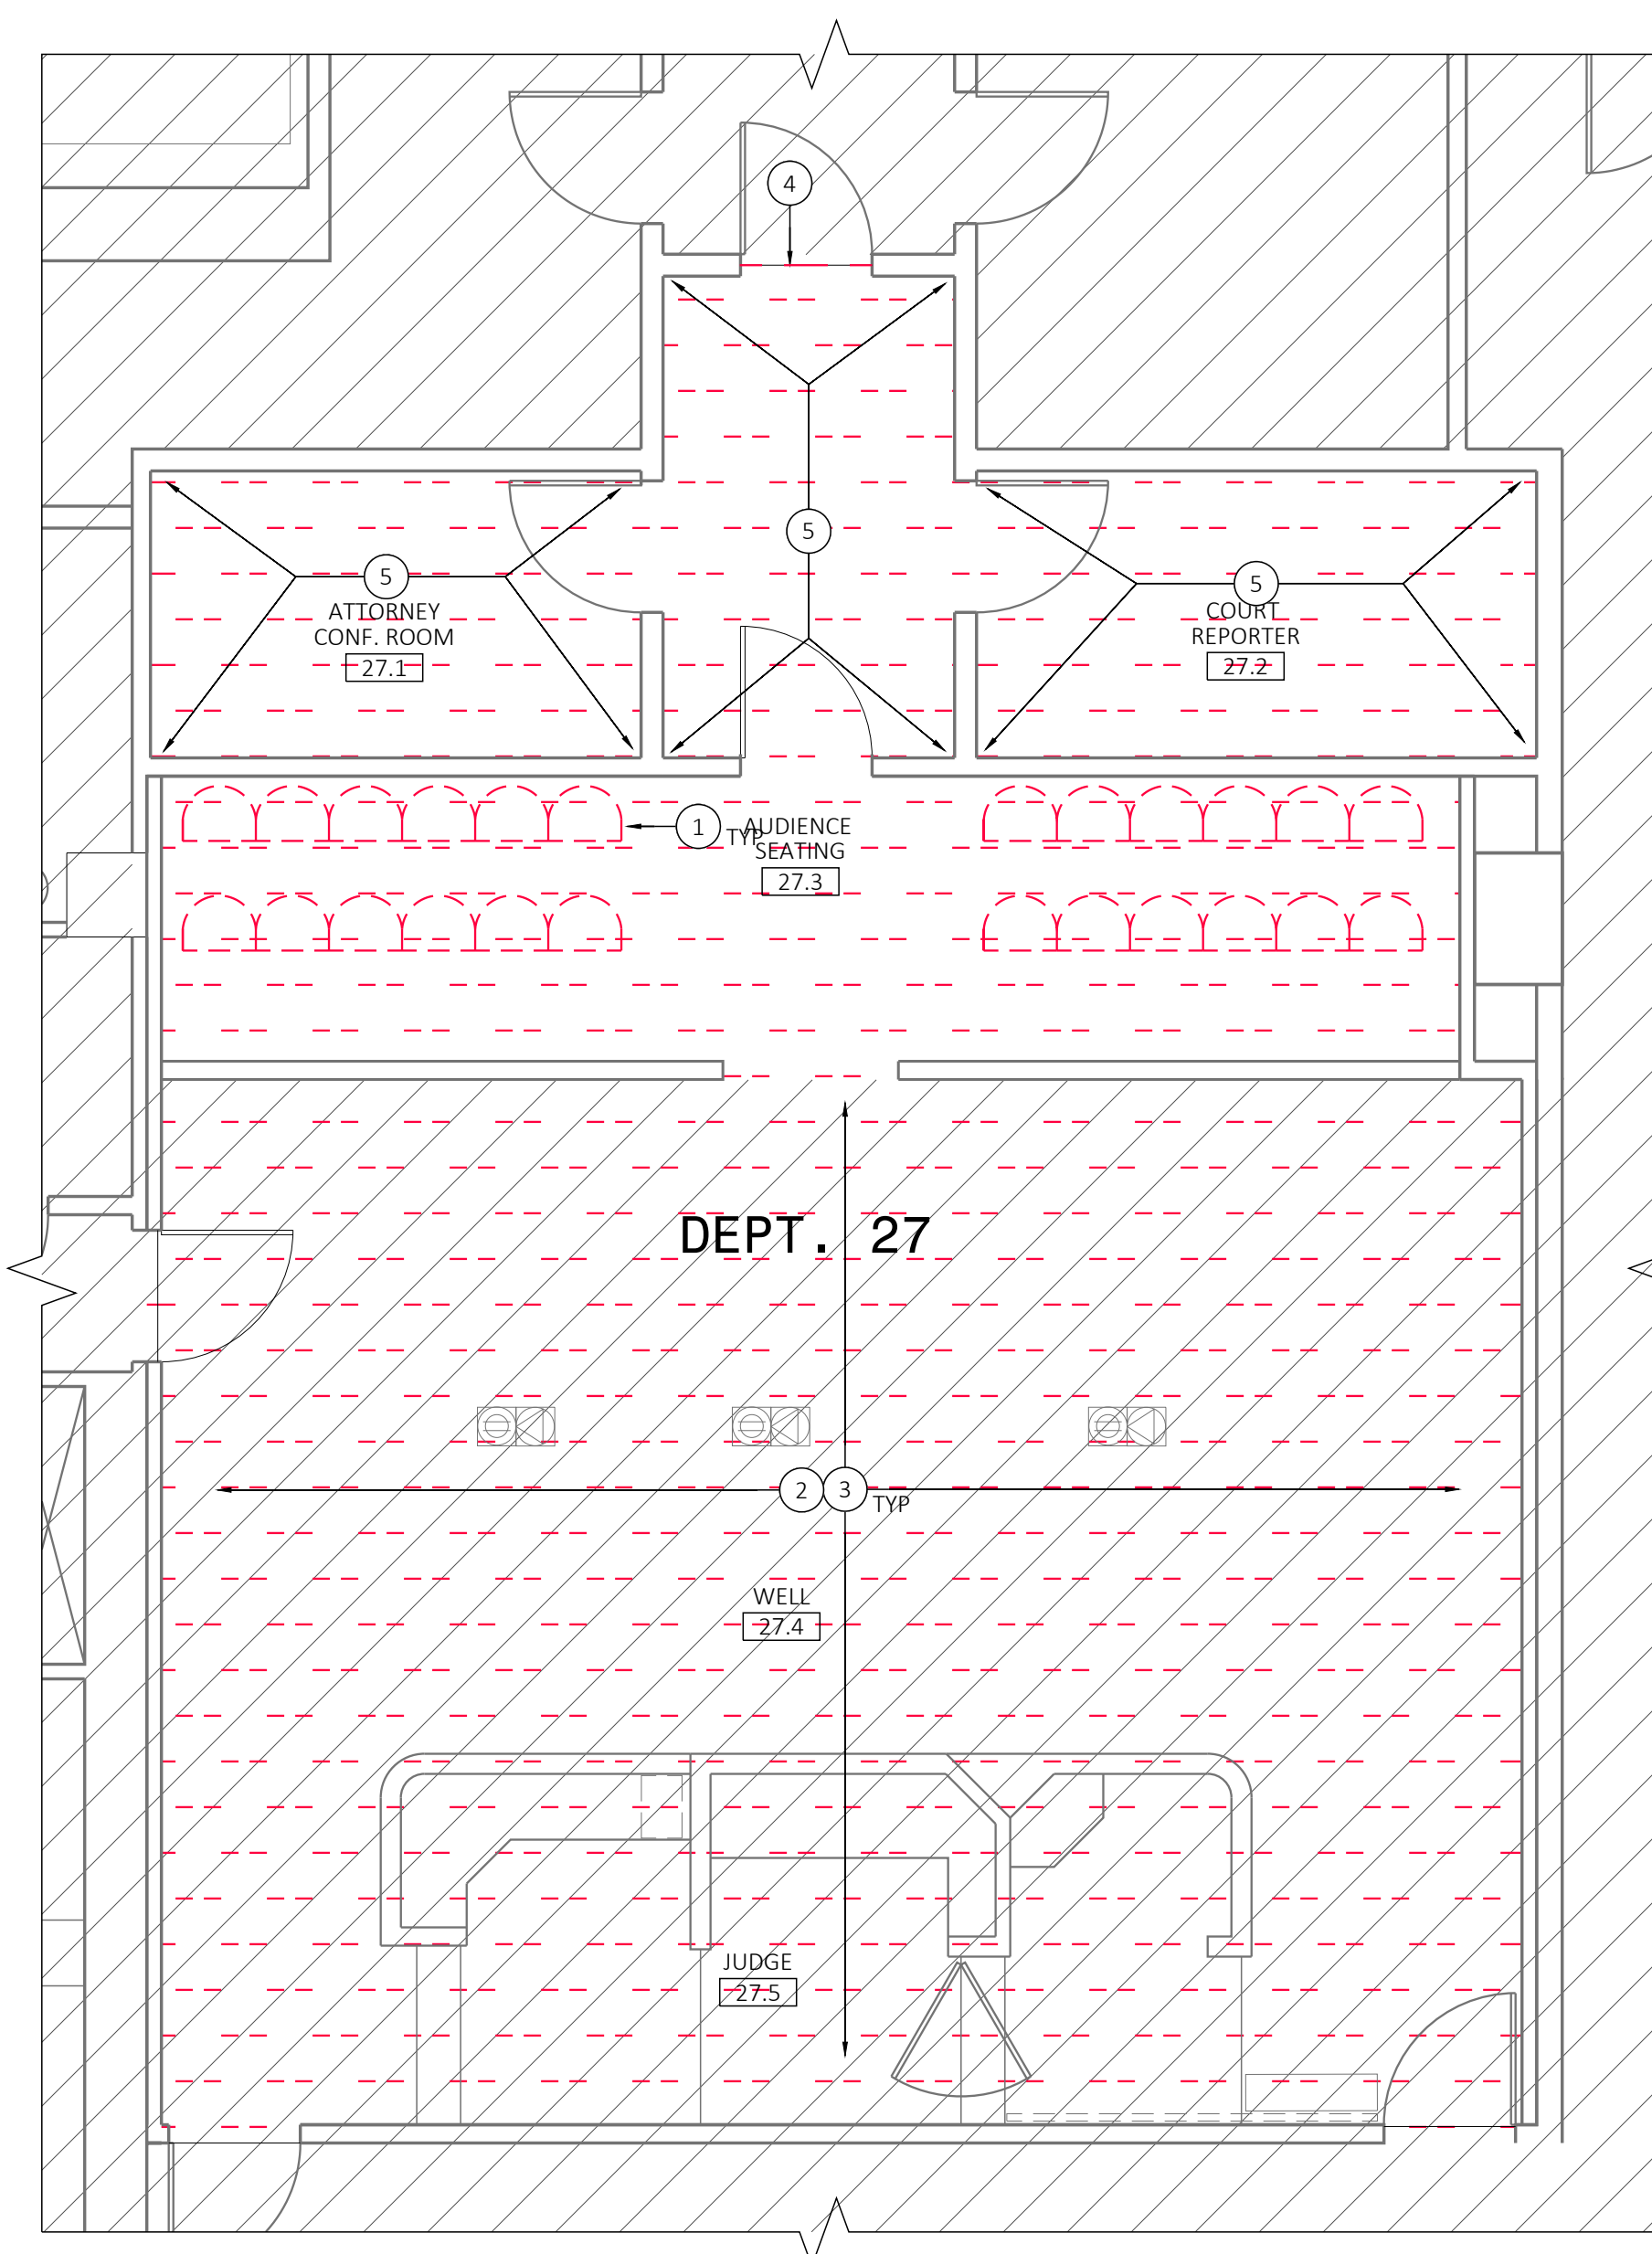 4
5
5
ATTORNEY
CONF. ROOM
27.1
5
COURT
REPORTER
27.2
1
TYP
AUDIENCE
SEATING
27.3
DEPT. 27
2
3
TYP
WELL
27.4
JUDGE
27.5